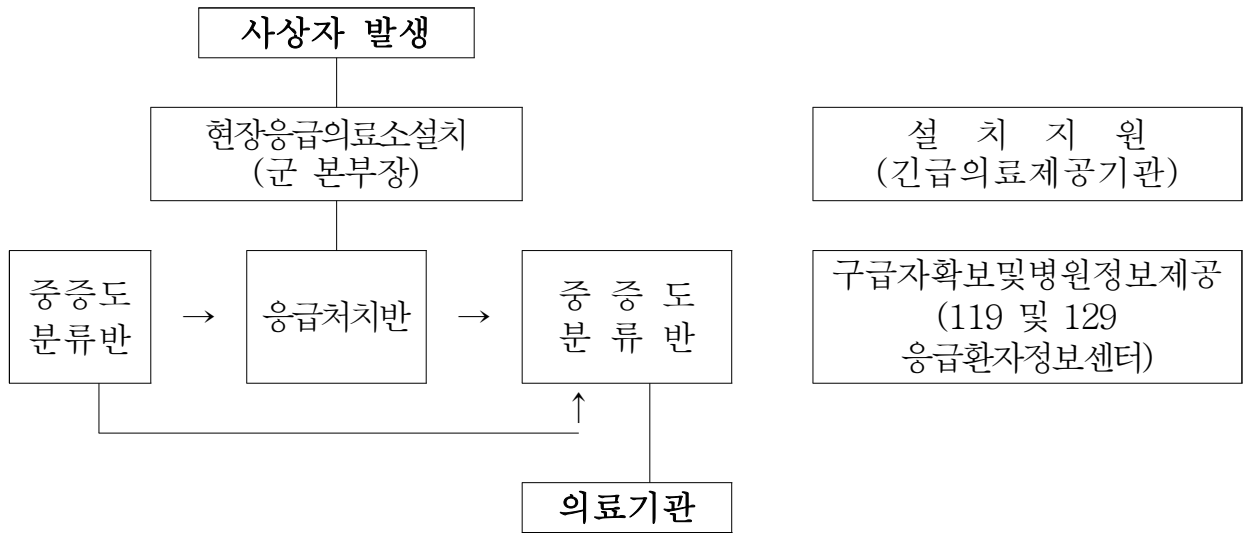 사상자 발생
현장응급의료소설치
(군 본부장)
설 치 지 원
(긴급의료제공기관)
중증도
분류반
→
응급처치반
→
중 증 도
분 류 반
구급자확보및병원정보제공
(119 및 129
응급환자정보센터)
↑
의료기관